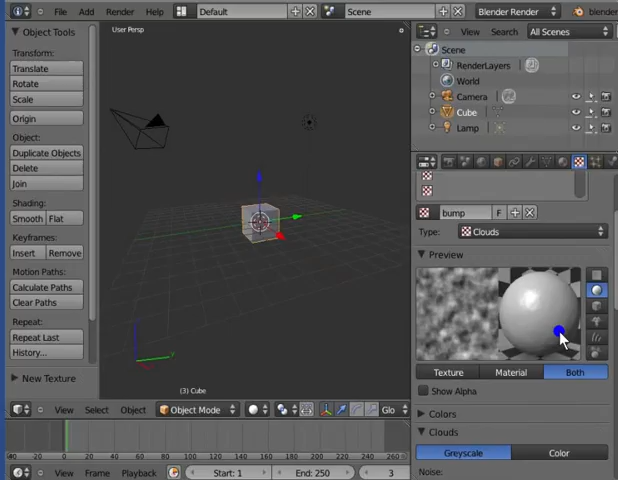 File Add Render Help Default Scene Blender Render blender
Object Tools
Transform:
Translate
Rotate
Scale
Origin
Object:
Duplicate Objects
Delete
Join
Shading:
Smooth Flat
Keyframes:
Insert Remove
Motion Paths:
Calculate Paths
Clear Paths
Repeat:
Repeat Last
History...
New Texture
User Persp
(3) Cube
View Select Object Object Mode Glo
-40 -20 0 20 40 60 80 100 120 140 160 180 200 220 240 260
View Frame Playback Start: 1 End: 250 3
View Search All Scenes
Scene
RenderLayers
World
Camera
Cube
Lamp
bump F
Type: Clouds
Preview
Texture Material Both
Show Alpha
Colors
Clouds
Greyscale Color
Noise: